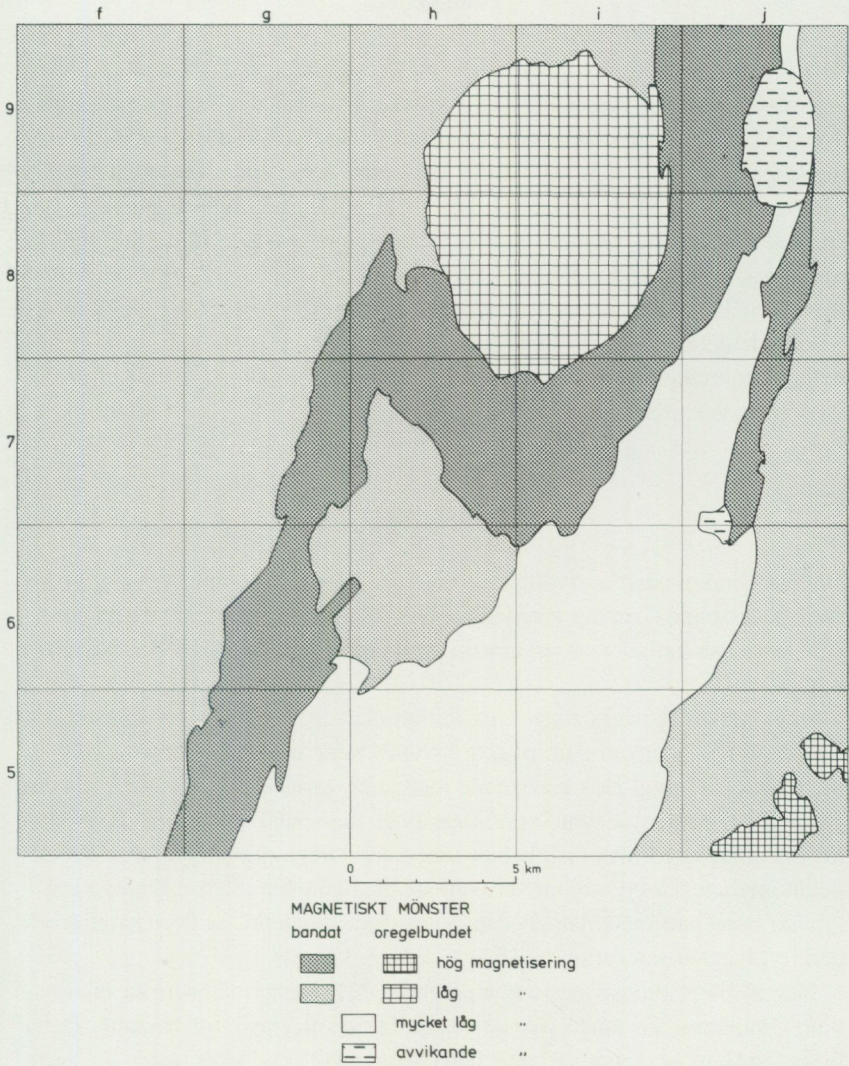 f g h i j
9
8
7
6
5
0 5 km
MAGNETISKT MÖNSTER
bandat oregelbundet
hög magnetisering
låg "
mycket låg "
avvikande "